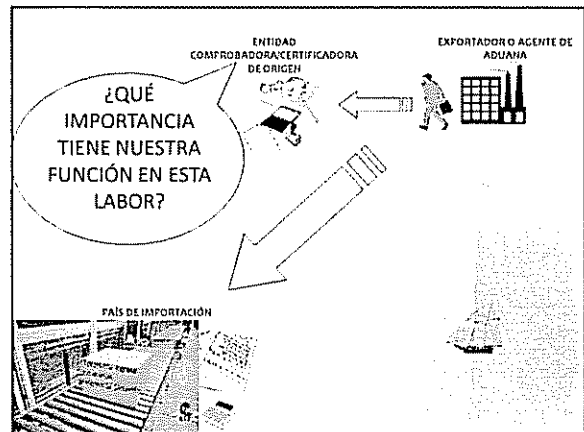 ENTIDAD
COMPROBADORA/CERTIFICADORA
DE ORIGEN
EXPORTADOR O AGENTE DE
ADUANA
¿QUÉ
IMPORTANCIA
TIENE NUESTRA
FUNCIÓN EN ESTA
LABOR?
PAÍS DE IMPORTACIÓN